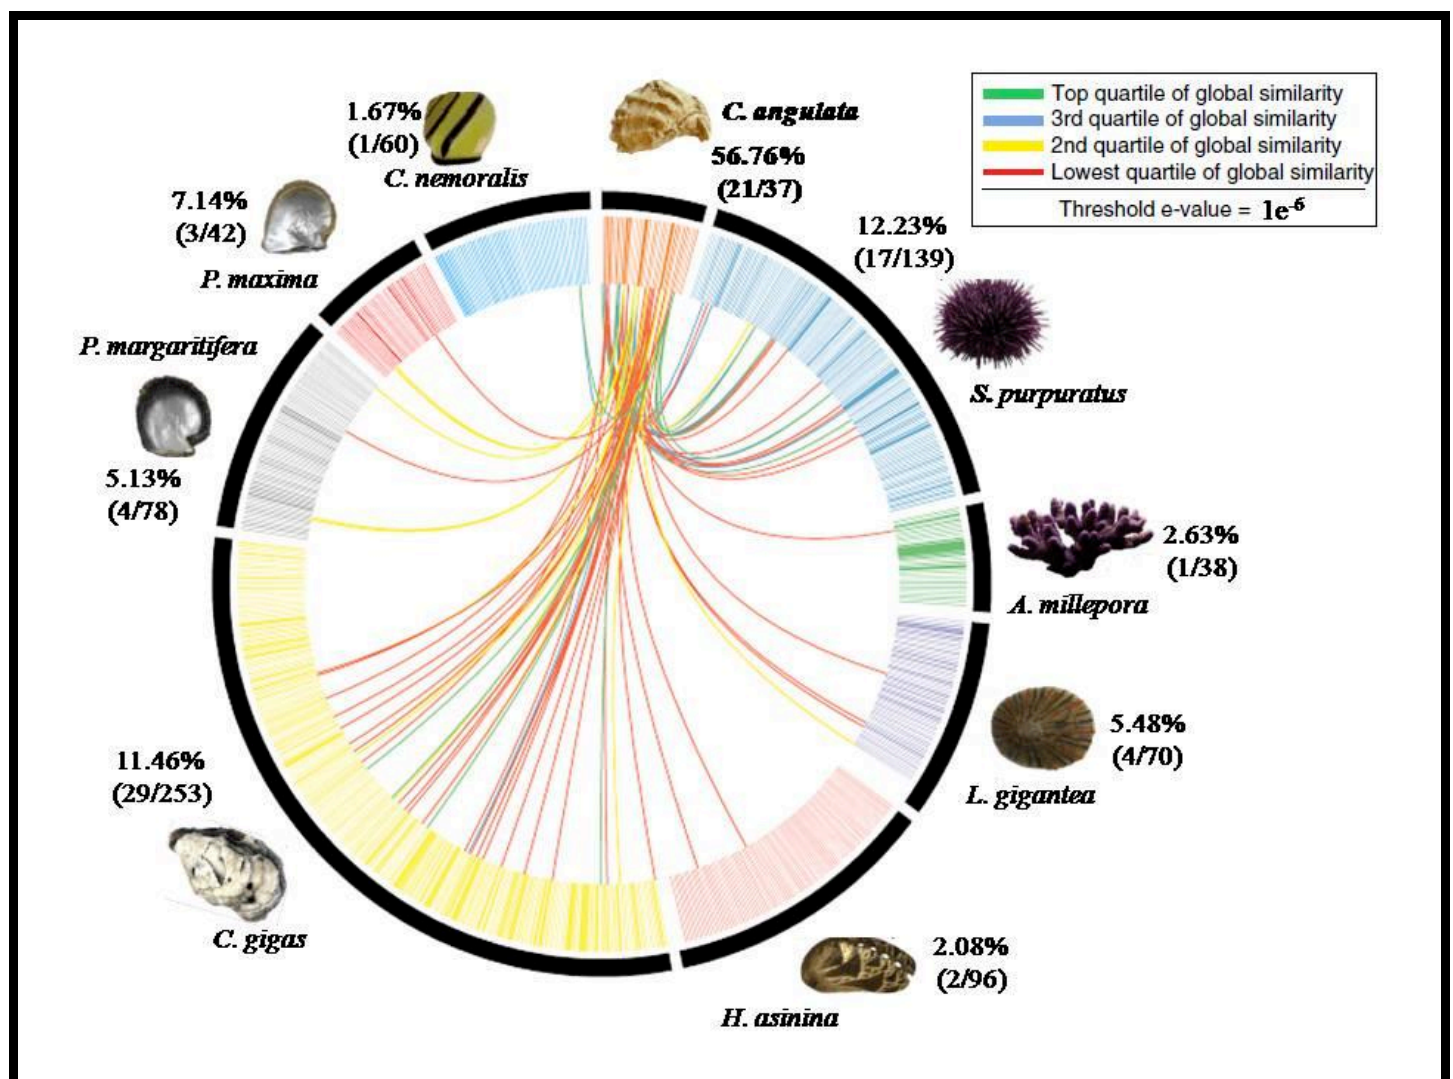 1.67%
(1/60)
C. nemoralis
C. angulata
56.76%
(21/37)
Top quartile of global similarity
3rd quartile of global similarity
2nd quartile of global similarity
Lowest quartile of global similarity
Threshold e-value = 1e-6
7.14%
(3/42)
P. maxima
12.23%
(17/139)
S. purpuratus
P. margaritifera
5.13%
(4/78)
2.63%
(1/38)
A. millepora
5.48%
(4/70)
L. gigantea
11.46%
(29/253)
C. gigas
2.08%
(2/96)
H. asinina